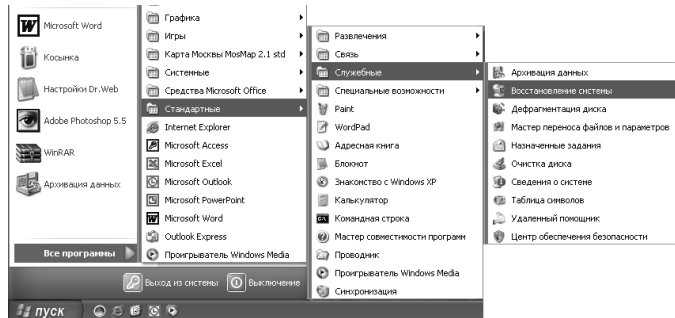 Microsoft Word
Косынка
Настройки Dr.Web
Adobe Photoshop 5.5
WinRAR
Архивация данных
Все программы
Графика
Игры
Карта Москвы MosMap 2.1 std
Системные
Средства Microsoft Office
Стандартные
Internet Explorer
Microsoft Access
Microsoft Excel
Microsoft Outlook
Microsoft PowerPoint
Microsoft Word
Outlook Express
Проигрыватель Windows Media
Развлечения
Связь
Служебные
Специальные возможности
Paint
WordPad
Адресная книга
Блокнот
Знакомство с Windows XP
Калькулятор
Командная строка
Мастер совместимости программ
Проводник
Проигрыватель Windows Media
Синхронизация
Архивация данных
Восстановление системы
Дефрагментация диска
Мастер переноса файлов и параметров
Назначенные задания
Очистка диска
Сведения о системе
Таблица символов
Удаленный помощник
Центр обеспечения безопасности
Выход из системы
Выключение
пуск